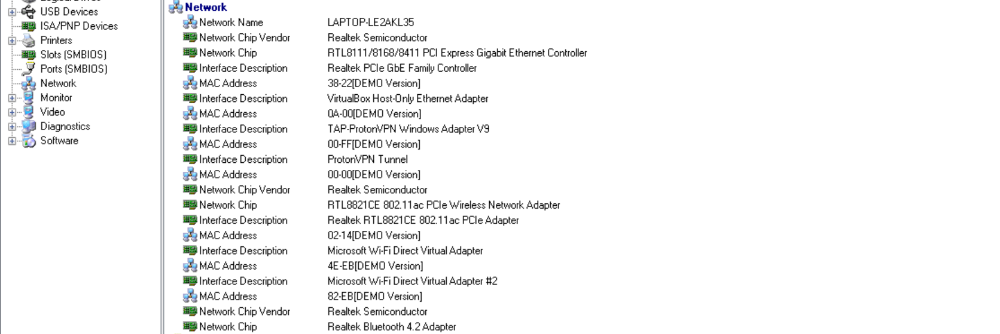 USB Devices
ISA/PNP Devices
Printers
Slots (SMBIOS)
Ports (SMBIOS)
Network
Monitor
Video
Diagnostics
Software
Network
Network Name LAPTOP-LE2AKL35
Network Chip Vendor Realtek Semiconductor
Network Chip RTL8111/8168/8411 PCI Express Gigabit Ethernet Controller
Interface Description Realtek PCIe GbE Family Controller
MAC Address 38-22[DEMO Version]
Interface Description VirtualBox Host-Only Ethernet Adapter
MAC Address 0A-00[DEMO Version]
Interface Description TAP-ProtonVPN Windows Adapter V9
MAC Address 00-FF[DEMO Version]
Interface Description ProtonVPN Tunnel
MAC Address 00-00[DEMO Version]
Network Chip Vendor Realtek Semiconductor
Network Chip RTL8821CE 802.11ac PCIe Wireless Network Adapter
Interface Description Realtek RTL8821CE 802.11ac PCIe Adapter
MAC Address 02-14[DEMO Version]
Interface Description Microsoft Wi-Fi Direct Virtual Adapter
MAC Address 4E-EB[DEMO Version]
Interface Description Microsoft Wi-Fi Direct Virtual Adapter #2
MAC Address 82-EB[DEMO Version]
Network Chip Vendor Realtek Semiconductor
Network Chip Realtek Bluetooth 4.2 Adapter